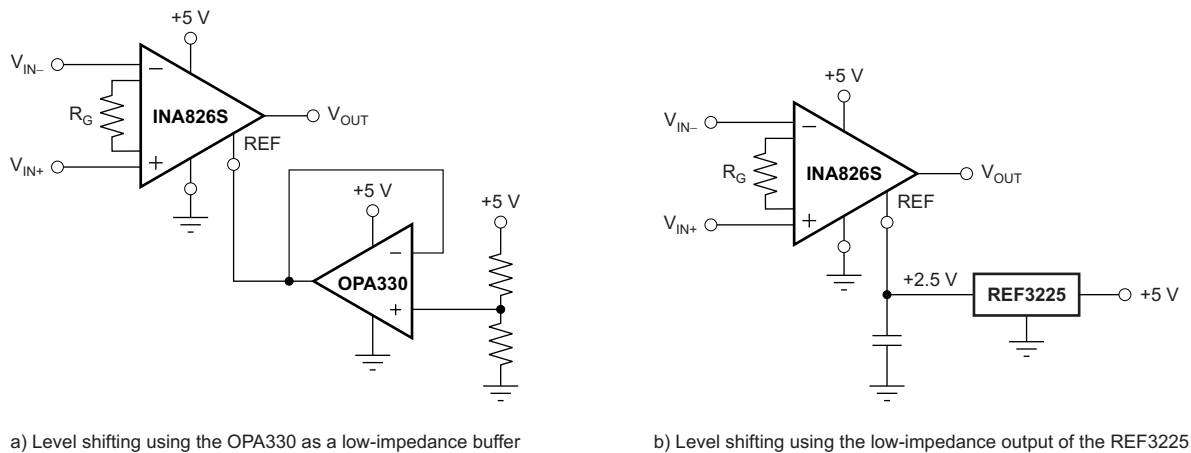 +5 V
V_IN–
–
R_G
INA826S
V_OUT
V_IN+
+
REF
+5 V
+5 V
–
OPA330
+
a) Level shifting using the OPA330 as a low-impedance buffer
+5 V
V_IN–
–
R_G
INA826S
V_OUT
V_IN+
+
REF
+2.5 V
REF3225
+5 V
b) Level shifting using the low-impedance output of the REF3225